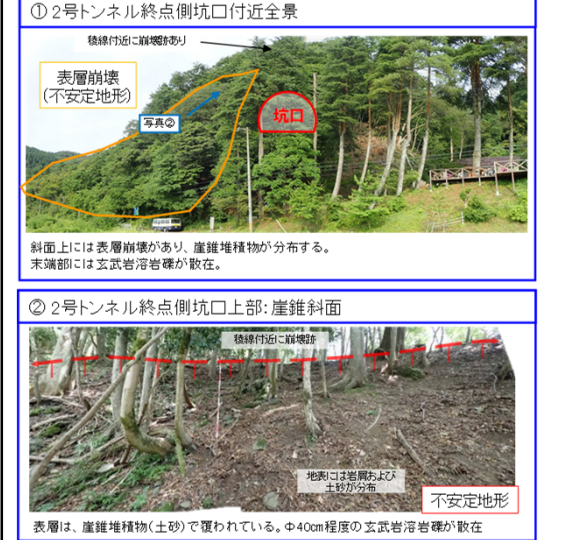 ① 2号トンネル終点側坑口付近全景
稜線付近に崩壊跡あり
表層崩壊
(不安定地形)
写真②
坑口
斜面上には表層崩壊があり、崖錐堆積物が分布する。
末端部には玄武岩溶岩礫が散在。
② 2号トンネル終点側坑口上部:崖錐斜面
稜線付近に崩壊跡
地表には岩屑および
土砂が分布
不安定地形
表層は、崖錐堆積物(土砂)で覆われている。Φ40cm程度の玄武岩溶岩礫が散在